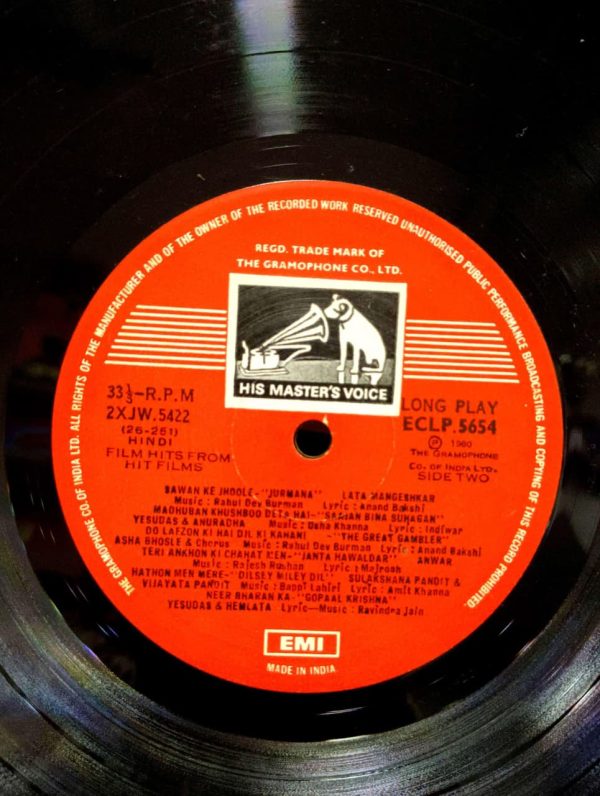 THE GRAMOPHONE CO. OF INDIA LTD. ALL RIGHTS OF THE MANUFACTURER AND OF THE OWNER OF THE RECORDED WORK RESERVED UNAUTHORISED PUBLIC PERFORMANCE BROADCASTING AND COPYING OF THIS RECORD PROHIBITED.
REGD. TRADE MARK OF
THE GRAMOPHONE CO., LTD.
HIS MASTER'S VOICE
33⅓-R.P.M
2XJW.5422
(26-261)
HINDI
FILM HITS FROM
HIT FILMS
LONG PLAY
ECLP.5654
℗ 1980
THE GRAMOPHONE
CO. OF INDIA LTD.
SIDE TWO
SAWAN KE JHOOLE-"JURMANA" LATA MANGESHKAR
Music : Rahul Dev Burman Lyric : Anand Bakshi
MADHUBAN KHUSHBOO DETA HAI-"SAAJAN BINA SUHAGAN"
YESUDAS & ANURADHA Music : Usha Khanna Lyric : Indiwar
DO LAFZON KI HAI DIL KI KAHANI -"THE GREAT GAMBLER"
ASHA BHOSLE & Chorus Music : Rahul Dev Burman Lyric : Anand Bakshi
TERI ANKHON KI CHAHAT MEN-"JANTA HAWALDAR" ANWAR
Music : Rajesh Roshan Lyric : Majrooh
HATHON MEN MERE-"DILSEY MILEY DIL" SULAKSHANA PANDIT &
VIJAYATA PANDIT Music : Bappi Lahiri Lyric : Amit Khanna
NEER BHARAN KA-"GOPAAL KRISHNA"
YESUDAS & HEMLATA Lyric—Music : Ravindra Jain
EMI
MADE IN INDIA